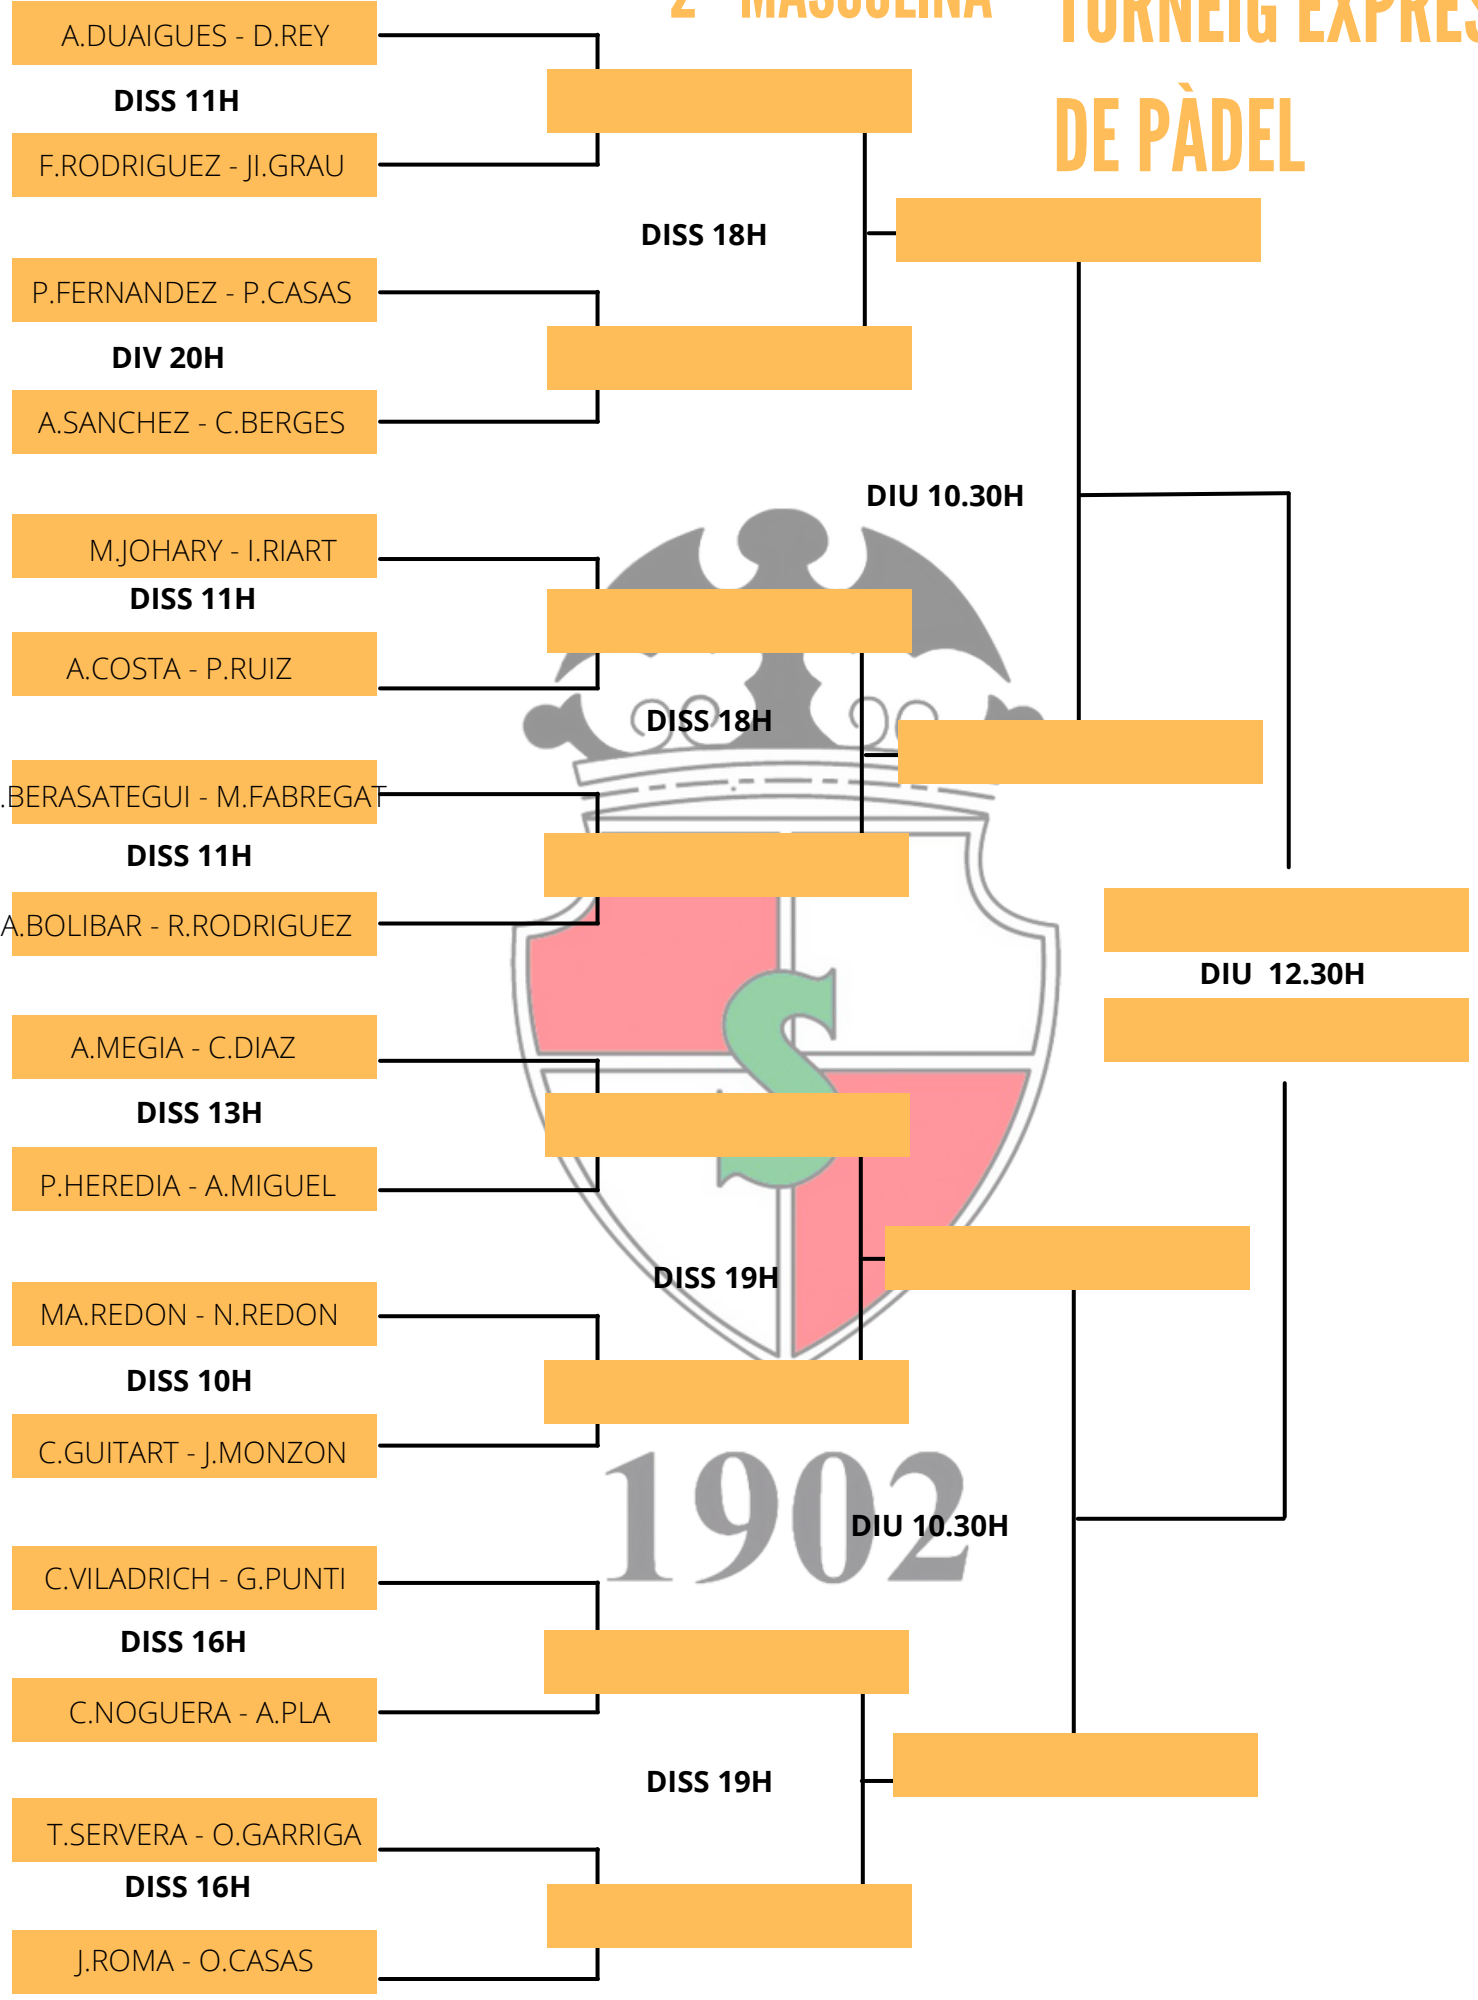 2ª MASCULINA
TORNEIG EXPRES
DE PÀDEL
A.DUAIGUES - D.REY
DISS 11H
F.RODRIGUEZ - JI.GRAU
DISS 18H
P.FERNANDEZ - P.CASAS
DIV 20H
A.SANCHEZ - C.BERGES
DIU 10.30H
M.JOHARY - I.RIART
DISS 11H
A.COSTA - P.RUIZ
DISS 18H
.BERASATEGUI - M.FABREGAT
DISS 11H
A.BOLIBAR - R.RODRIGUEZ
DIU 12.30H
A.MEGIA - C.DIAZ
S
DISS 13H
P.HEREDIA - A.MIGUEL
DISS 19H
MA.REDON - N.REDON
DISS 10H
C.GUITART - J.MONZON
1902
DIU 10.30H
C.VILADRICH - G.PUNTI
DISS 16H
C.NOGUERA - A.PLA
DISS 19H
T.SERVERA - O.GARRIGA
DISS 16H
J.ROMA - O.CASAS